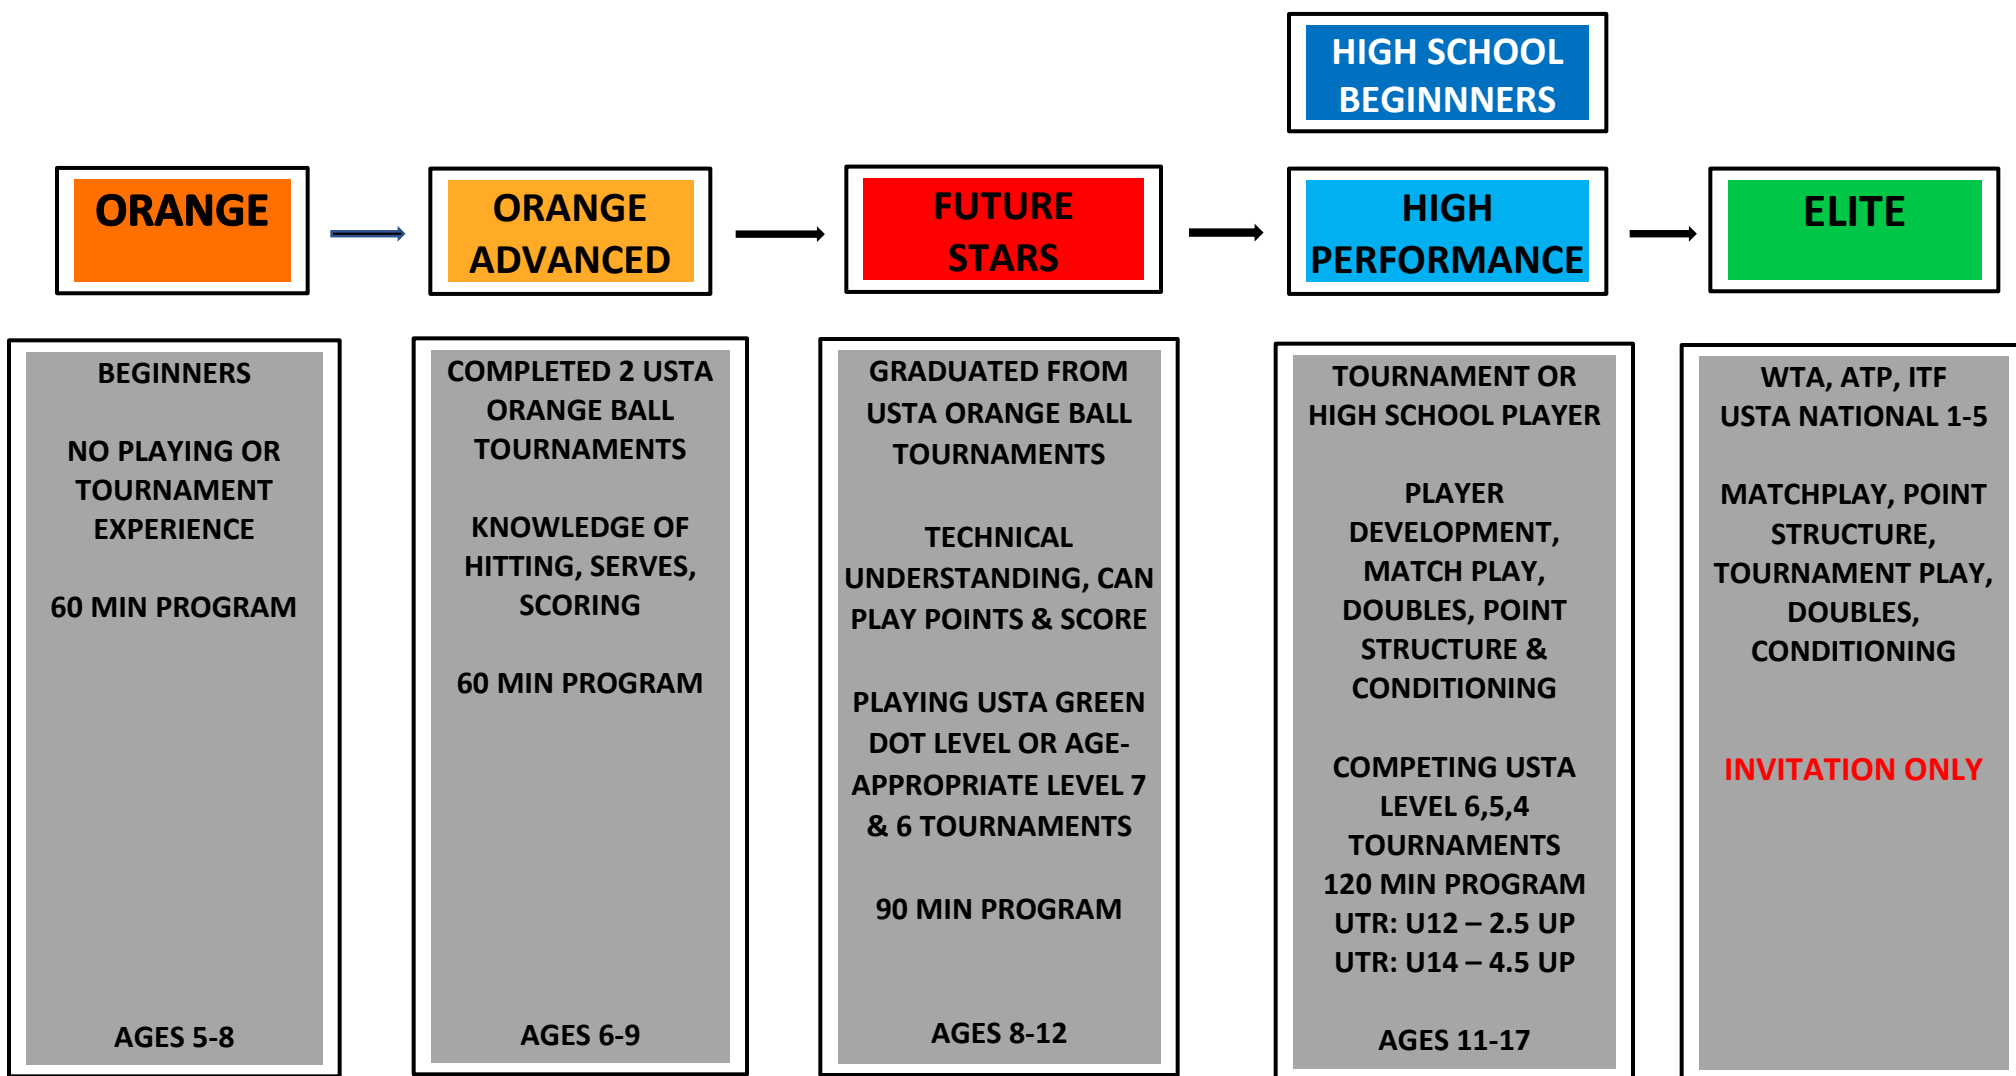 HIGH SCHOOL
BEGINNNERS
ORANGE
ORANGE
ADVANCED
FUTURE
STARS
HIGH
PERFORMANCE
ELITE
BEGINNERS
NO PLAYING OR
TOURNAMENT
EXPERIENCE
60 MIN PROGRAM
AGES 5-8
COMPLETED 2 USTA
ORANGE BALL
TOURNAMENTS
KNOWLEDGE OF
HITTING, SERVES,
SCORING
60 MIN PROGRAM
AGES 6-9
GRADUATED FROM
USTA ORANGE BALL
TOURNAMENTS
TECHNICAL
UNDERSTANDING, CAN
PLAY POINTS & SCORE
PLAYING USTA GREEN
DOT LEVEL OR AGE-
APPROPRIATE LEVEL 7
& 6 TOURNAMENTS
90 MIN PROGRAM
AGES 8-12
TOURNAMENT OR
HIGH SCHOOL PLAYER
PLAYER
DEVELOPMENT,
MATCH PLAY,
DOUBLES, POINT
STRUCTURE &
CONDITIONING
COMPETING USTA
LEVEL 6,5,4
TOURNAMENTS
120 MIN PROGRAM
UTR: U12 – 2.5 UP
UTR: U14 – 4.5 UP
AGES 11-17
WTA, ATP, ITF
USTA NATIONAL 1-5
MATCHPLAY, POINT
STRUCTURE,
TOURNAMENT PLAY,
DOUBLES,
CONDITIONING
INVITATION ONLY